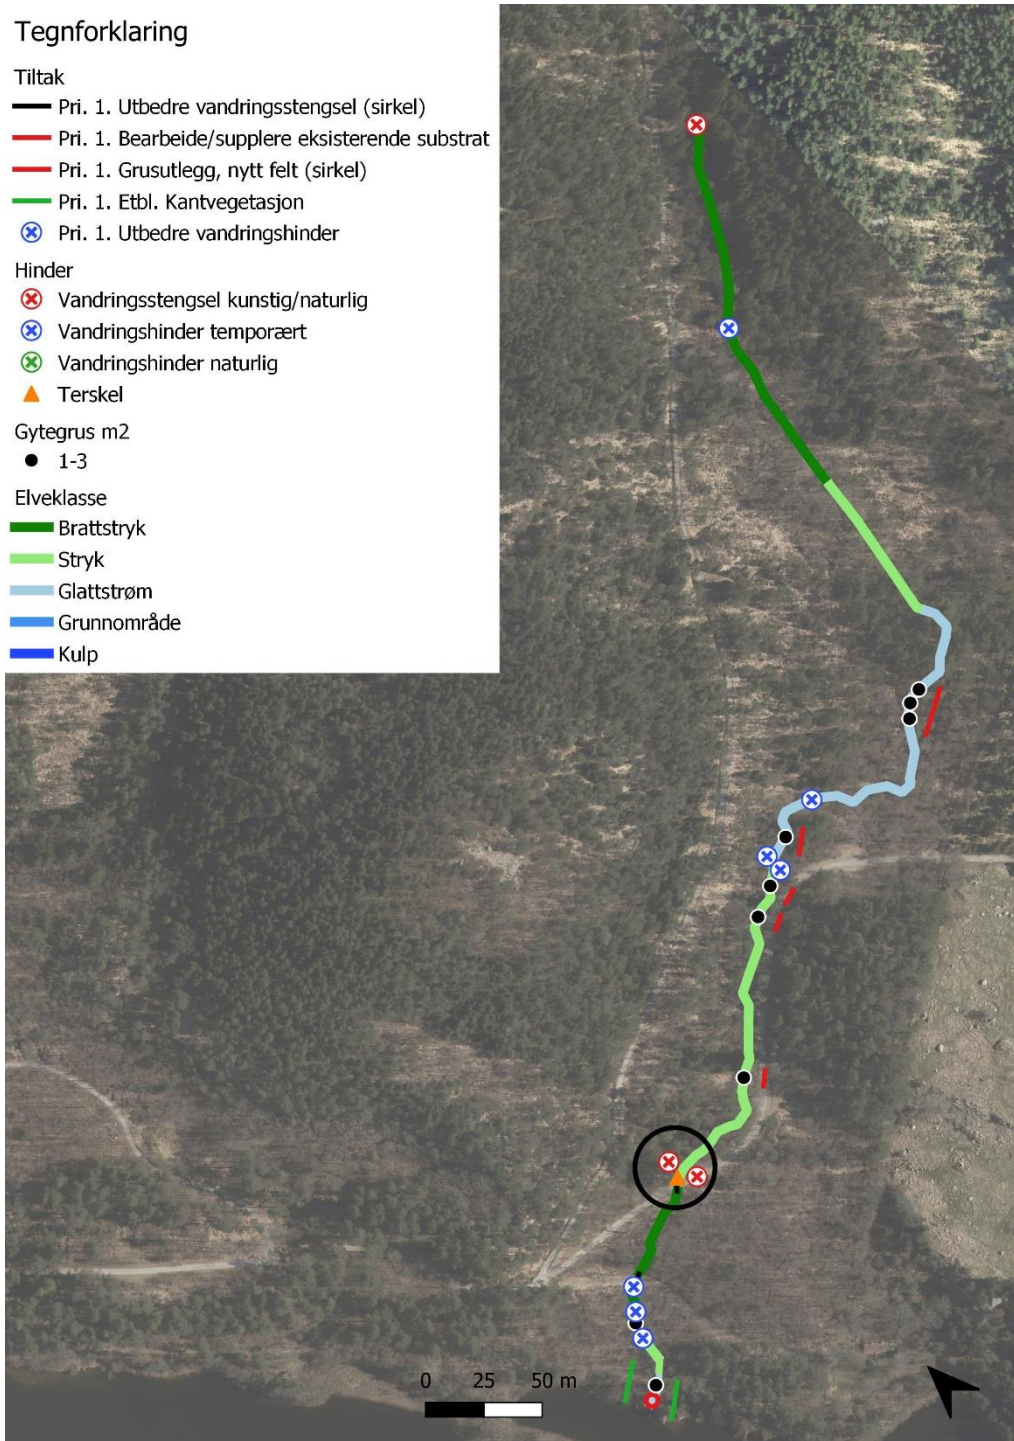 Tegnforklaring
Tiltak
Pri. 1. Utbedre vandringsstengsel (sirkel)
Pri. 1. Bearbeide/supplere eksisterende substrat
Pri. 1. Grusutlegg, nytt felt (sirkel)
Pri. 1. Etbl. Kantvegetasjon
Pri. 1. Utbedre vandringshinder
Hinder
Vandringsstengsel kunstig/naturlig
Vandringshinder temporært
Vandringshinder naturlig
Terskel
Gytegrus m2
1-3
Elveklasse
Brattstryk
Stryk
Glattstrøm
Grunnområde
Kulp
0 25 50 m